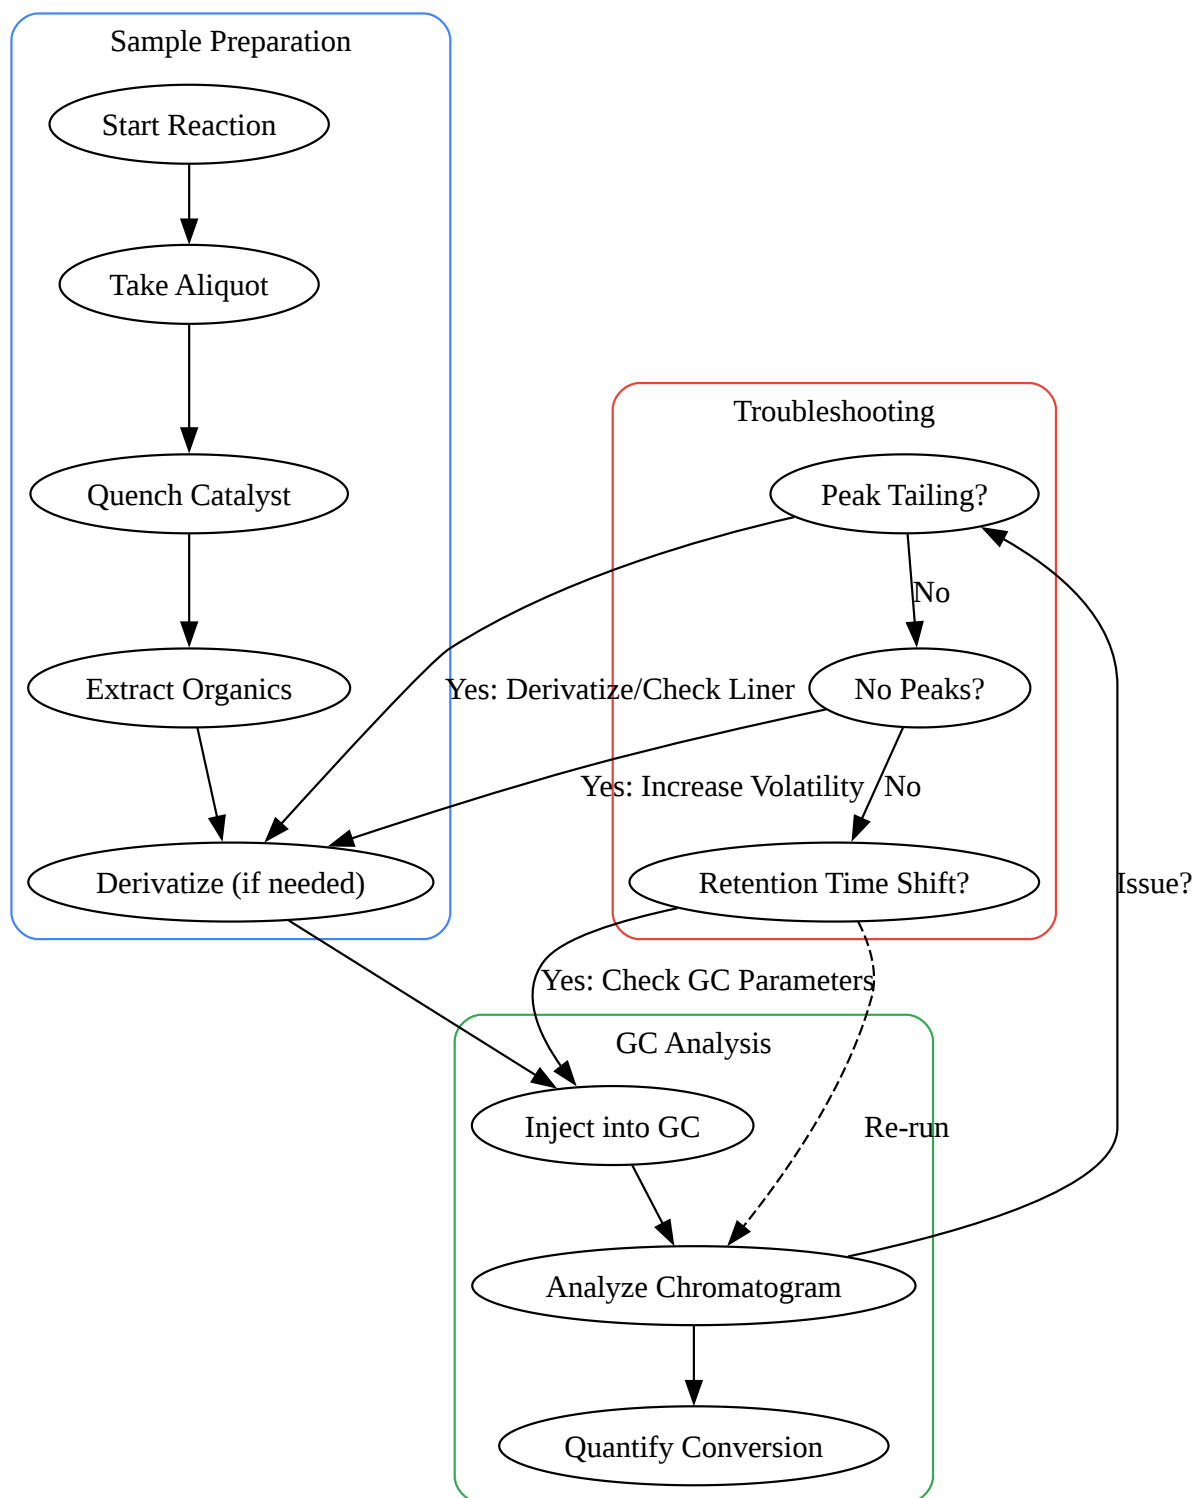 Sample Preparation
Start Reaction
Take Aliquot
Troubleshooting
Quench Catalyst
Peak Tailing?
No
Extract Organics
Yes: Derivatize/Check Liner
No Peaks?
Yes: Increase Volatility
No
Derivatize (if needed)
Retention Time Shift?
Issue?
Yes: Check GC Parameters
GC Analysis
Inject into GC
Re-run
Analyze Chromatogram
Quantify Conversion